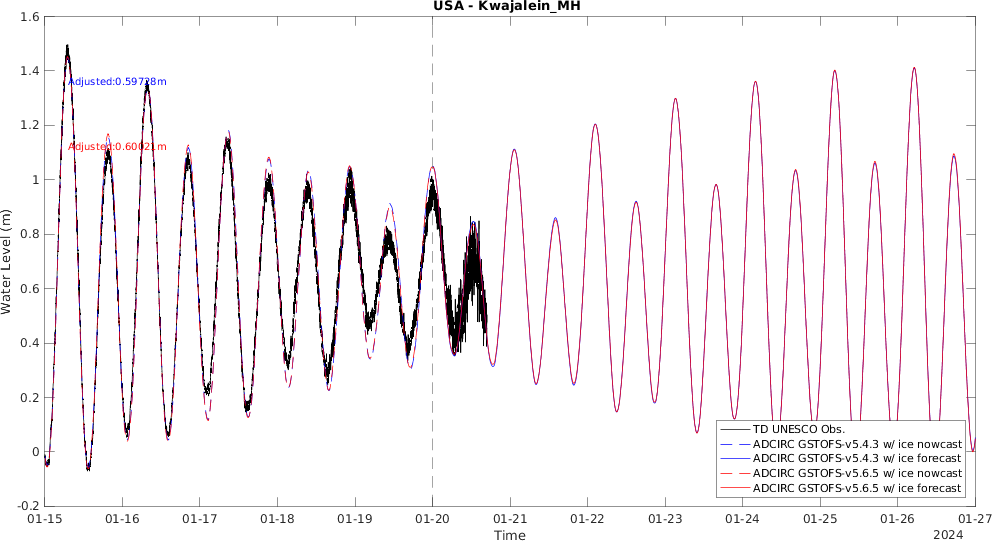 USA - Kwajalein_MH
1.6
1.4
1.2
1
0.8
0.6
0.4
0.2
0
-0.2
Water Level (m)
Adjusted:0.59728m
Adjusted:0.60021m
TD UNESCO Obs.
ADCIRC GSTOFS-v5.4.3 w/ ice nowcast
ADCIRC GSTOFS-v5.4.3 w/ ice forecast
ADCIRC GSTOFS-v5.6.5 w/ ice nowcast
ADCIRC GSTOFS-v5.6.5 w/ ice forecast
01-15 01-16 01-17 01-18 01-19 01-20 01-21 01-22 01-23 01-24 01-25 01-26 01-27
Time
2024